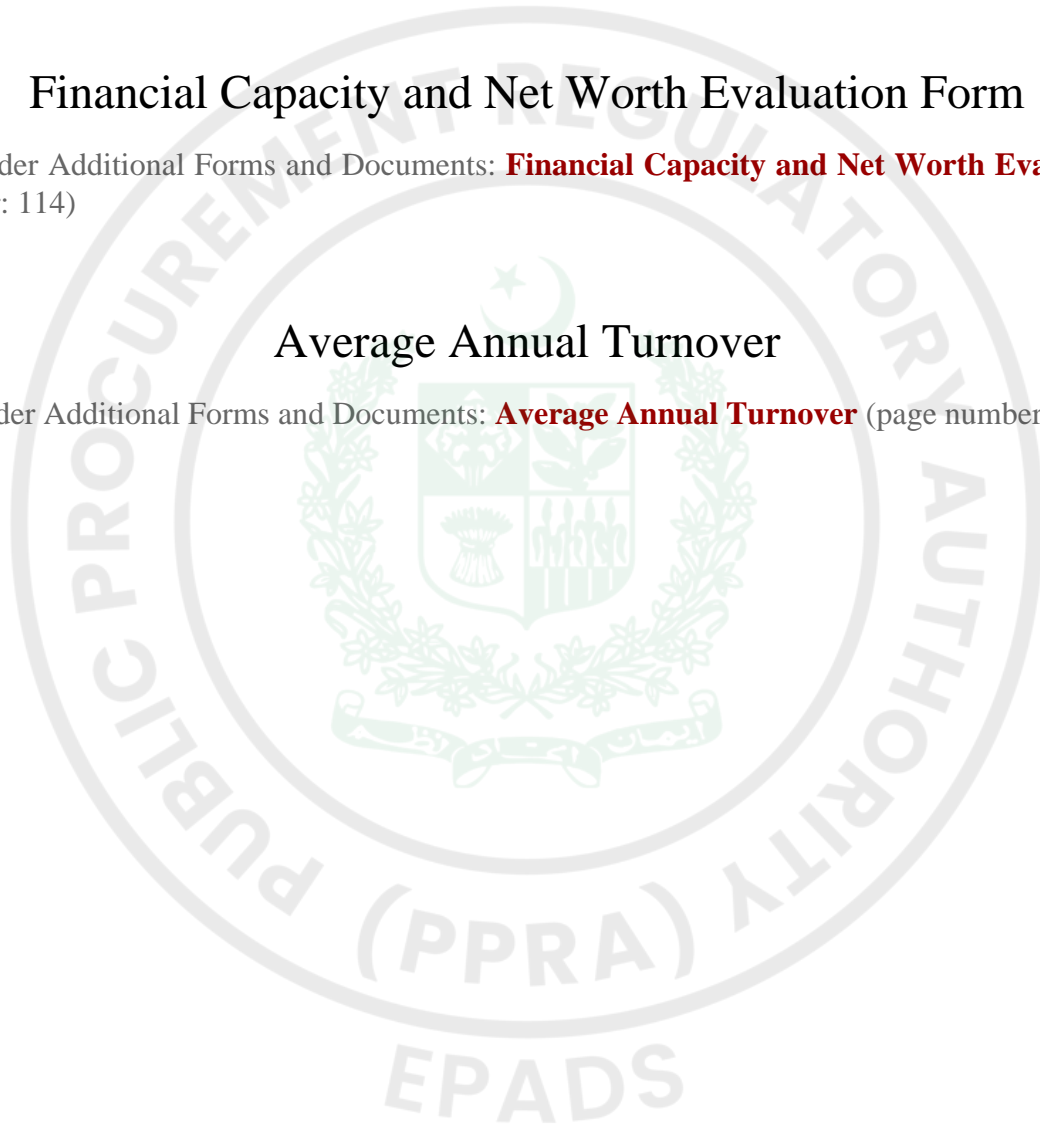 Financial Capacity and Net Worth Evaluation Form
der Additional Forms and Documents: Financial Capacity and Net Worth Eva
: 114)
Average Annual Turnover
der Additional Forms and Documents: Average Annual Turnover (page number
PUBLIC PROCUREMENT REGULATORY AUTHORITY
(PPRA)
EPADS